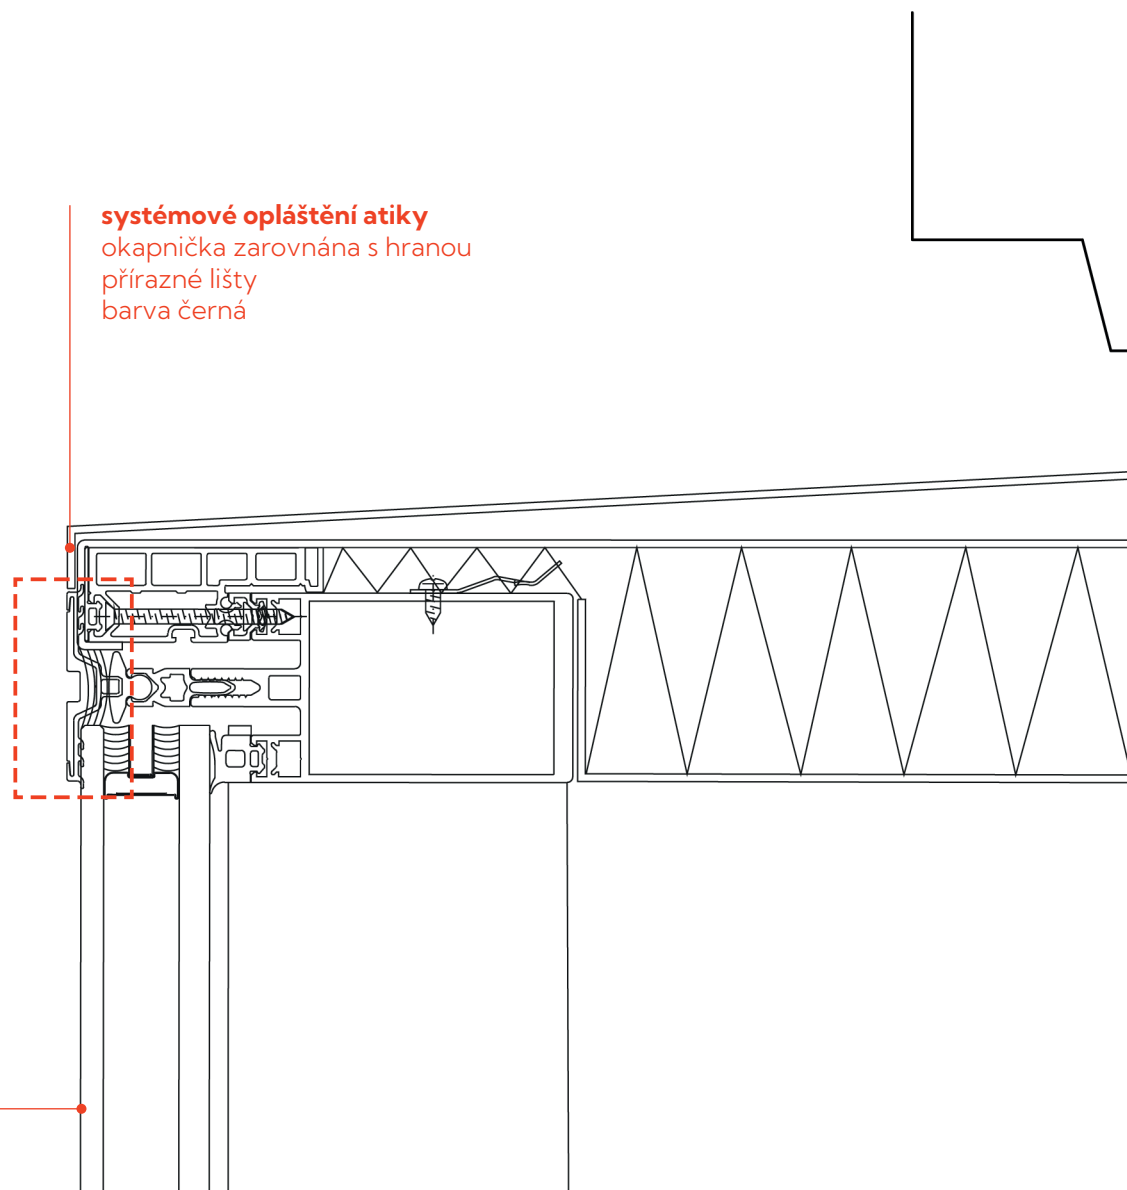 systémové opláštění atiky
okapnička zarovnána s hranou
přírazné lišty
barva černá